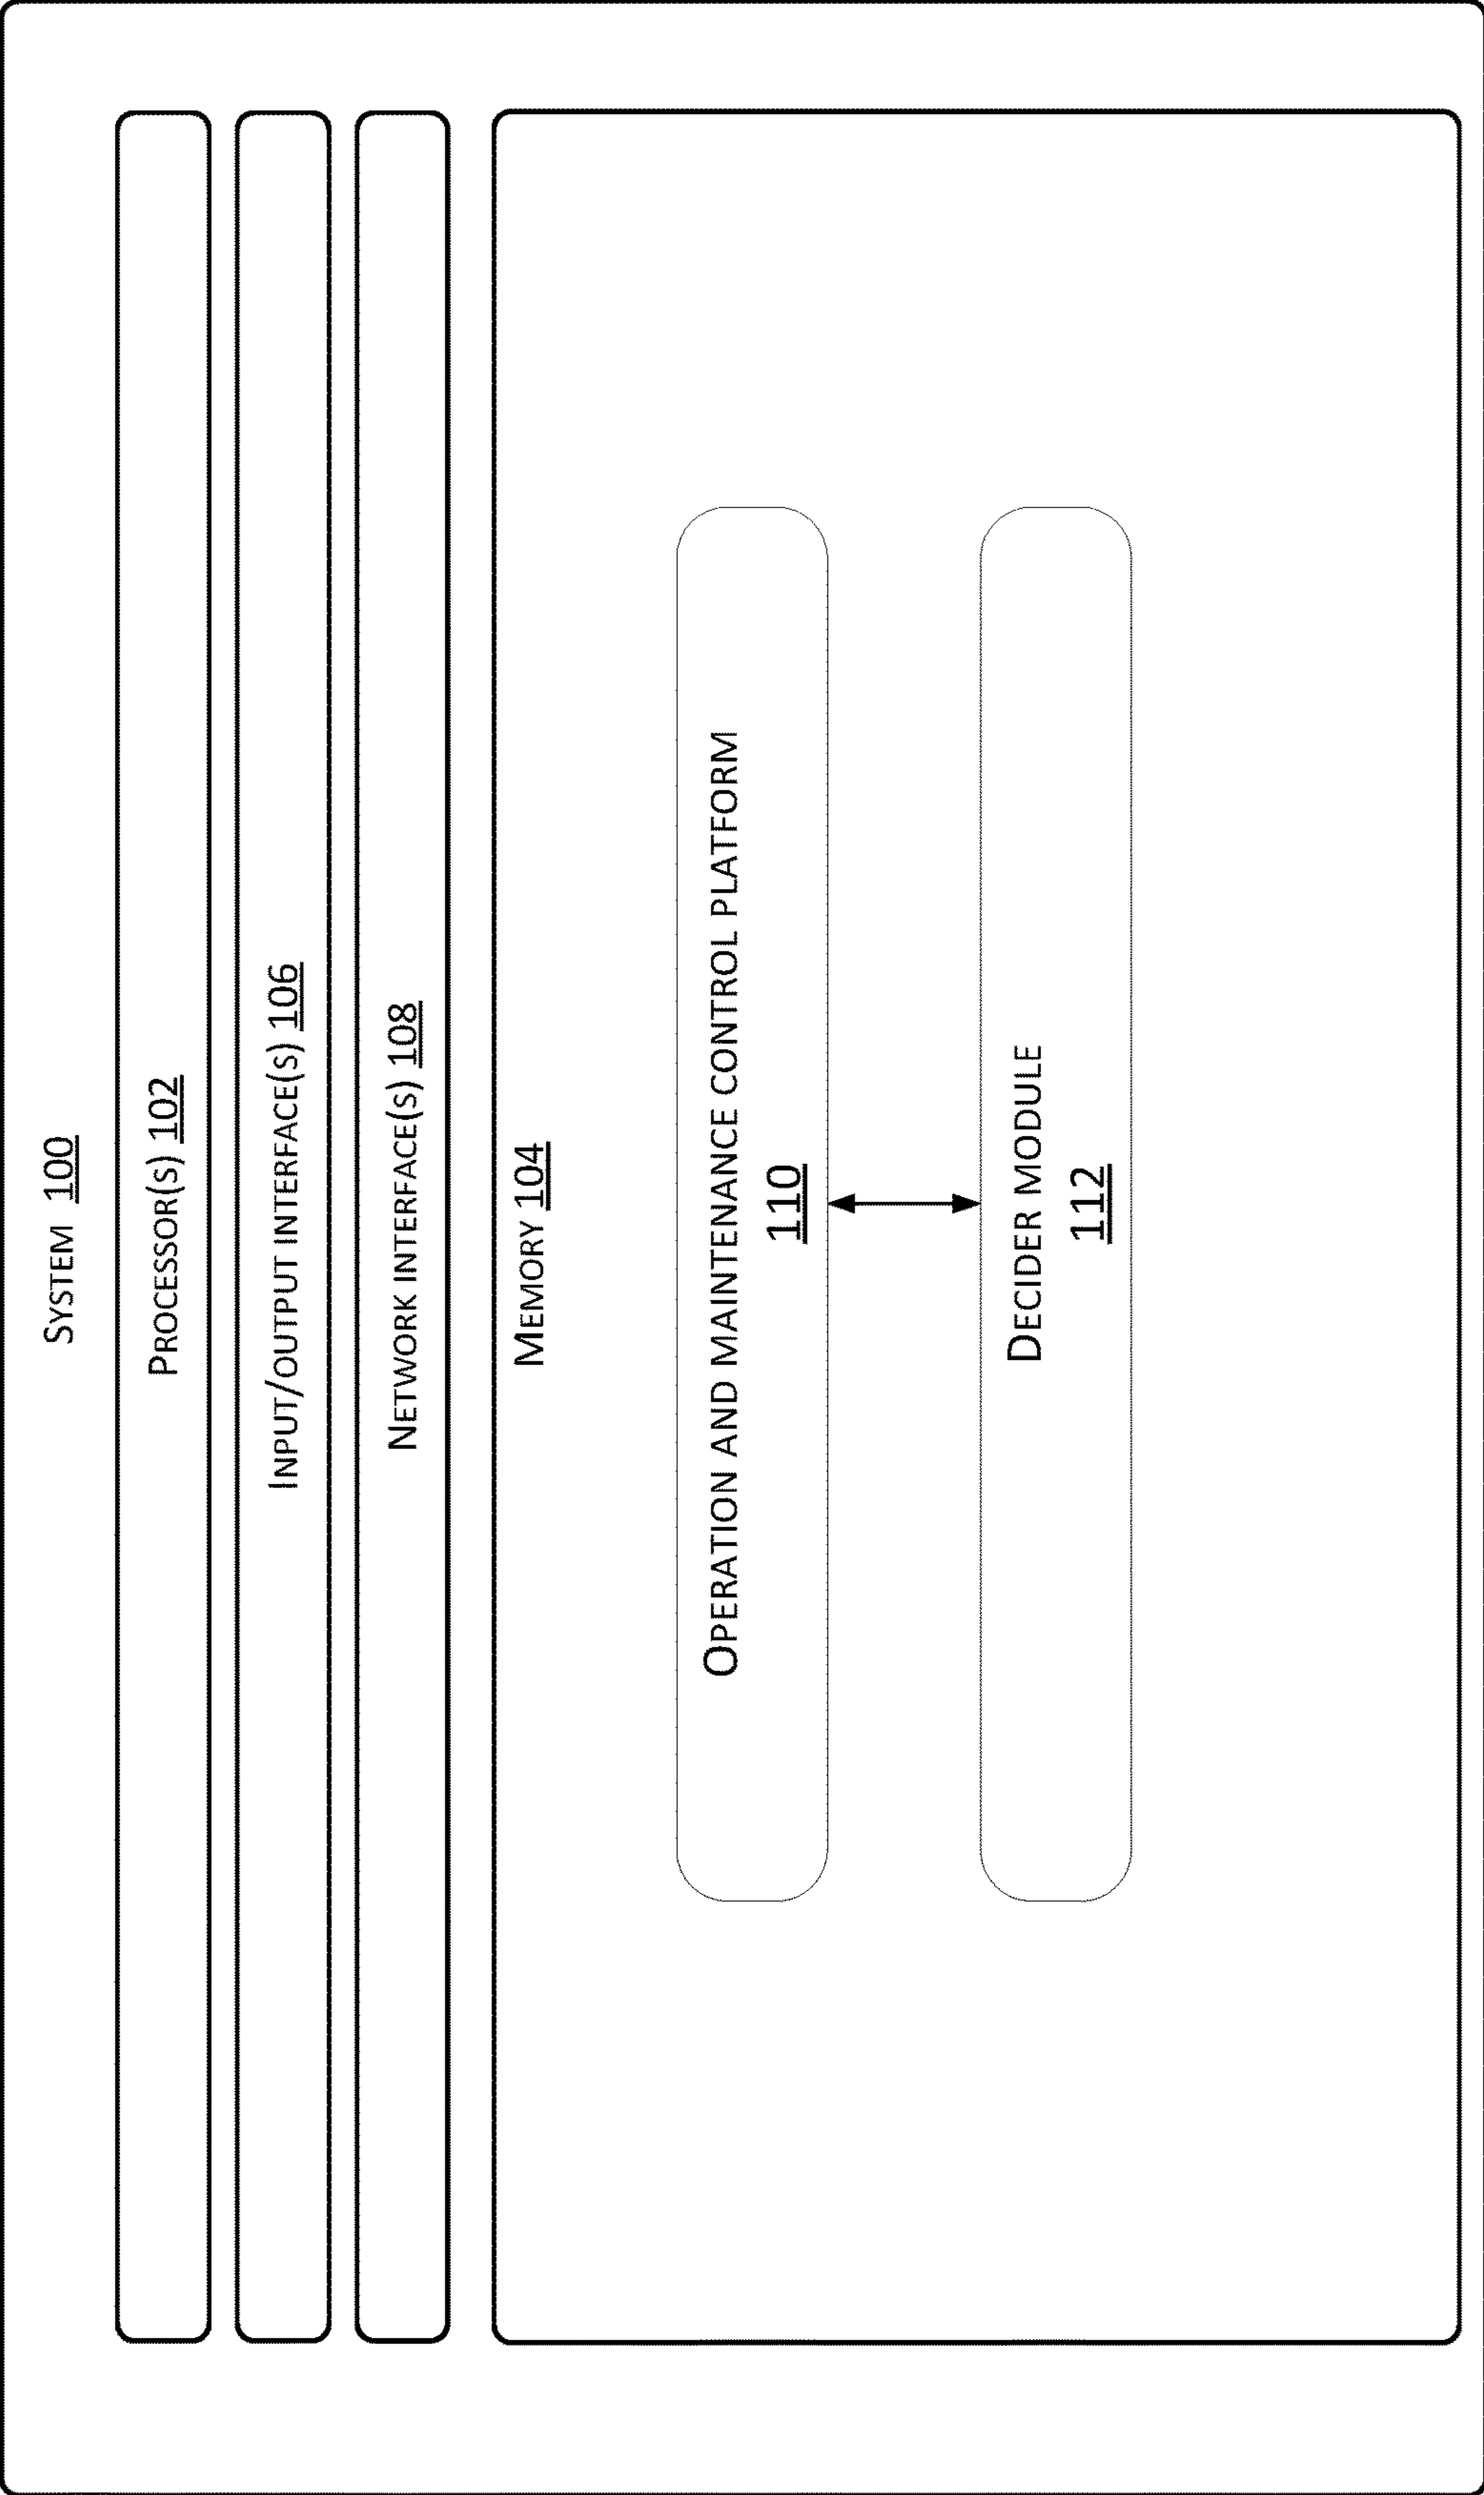 System 100
Processor(s) 102
Input/output interface(s) 106
Network interface(s) 108
Memory 104
Operation and maintenance control platform
110
Decider module
112